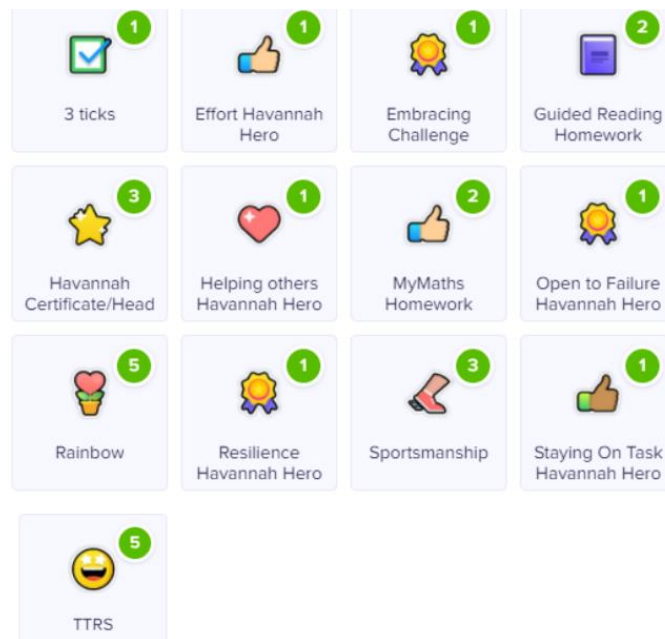 1
1
1
2
3 ticks
Effort Havannah
Hero
Embracing
Challenge
Guided Reading
Homework
3
1
2
1
Havannah
Certificate/Head
Helping others
Havannah Hero
MyMaths
Homework
Open to Failure
Havannah Hero
5
1
3
1
Rainbow
Resilience
Havannah Hero
Sportsmanship
Staying On Task
Havannah Hero
5
TTRS